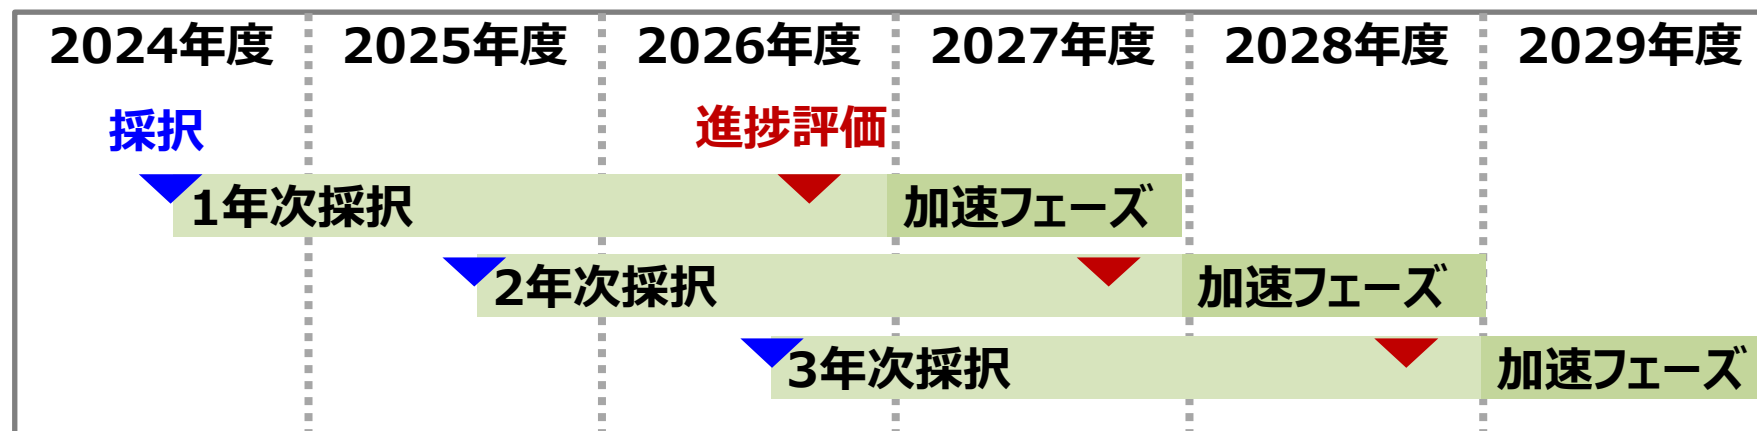 2024年度 2025年度 2026年度 2027年度 2028年度 2029年度
採択 進捗評価
1年次採択 加速フェーズ
2年次採択 加速フェーズ
3年次採択 加速フェーズ